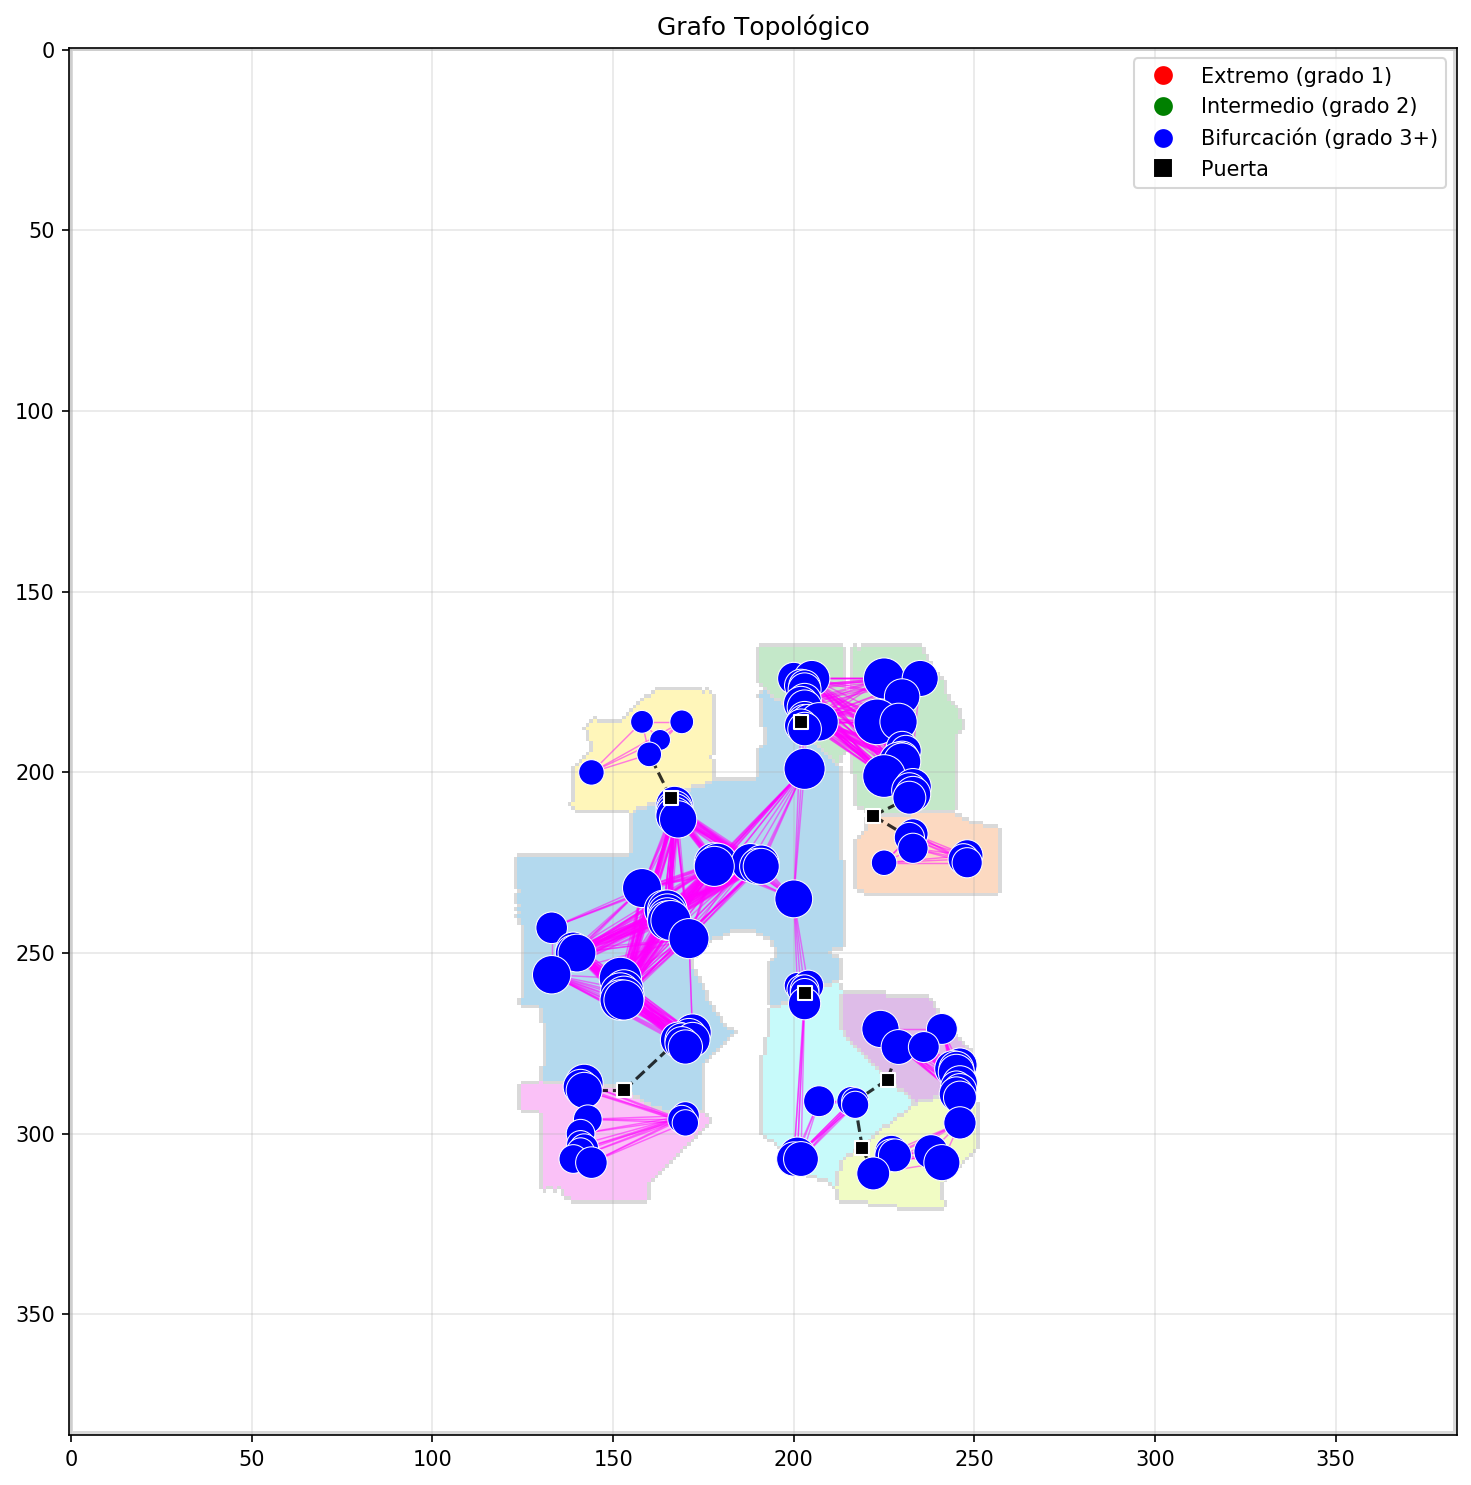 Grafo Topológico
Extremo (grado 1)
Intermedio (grado 2)
Bifurcación (grado 3+)
Puerta
0
50
100
150
200
250
300
350
0 50 100 150 200 250 300 350